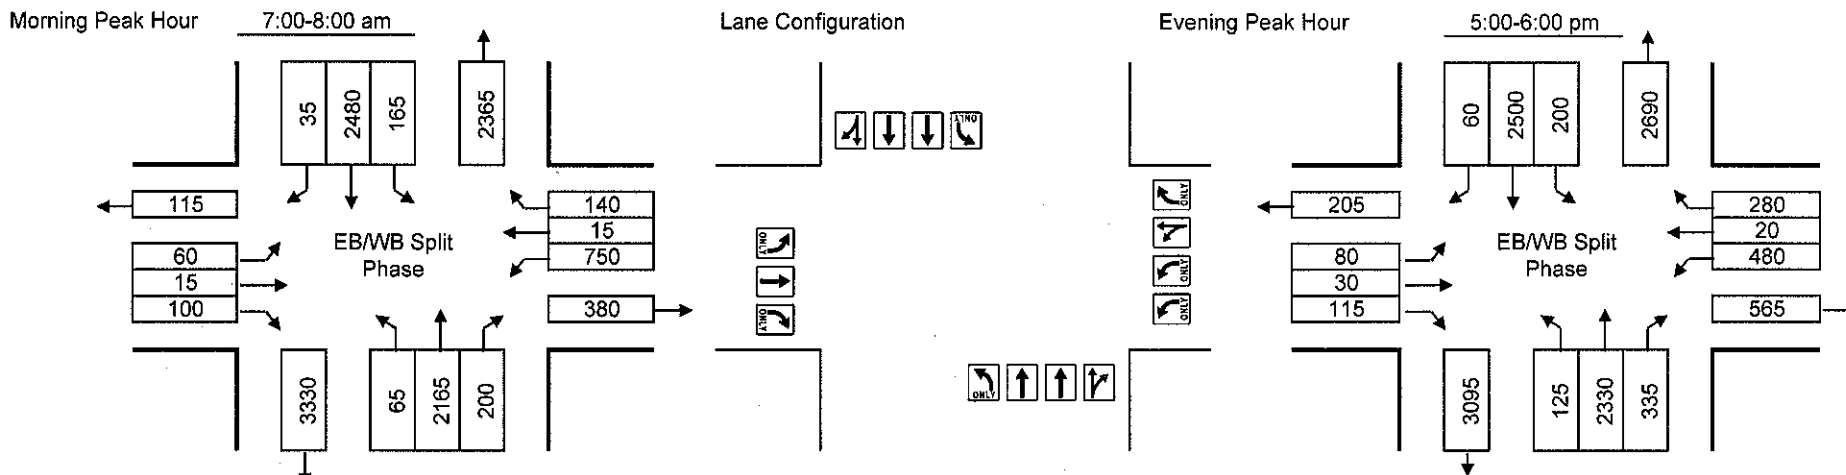 Morning Peak Hour 7:00-8:00 am Lane Configuration Evening Peak Hour 5:00-6:00 pm
35 2480 165 2365
60 2500 200 2690
ONLY
115 140
15
750
EB/WB Split
Phase
60
15
100
380
3330 65 2165 200
ONLY
ONLY
ONLY
ONLY
ONLY
ONLY
205 280
20
480
EB/WB Split
Phase
80
30
115
565
3095 125 2330 335